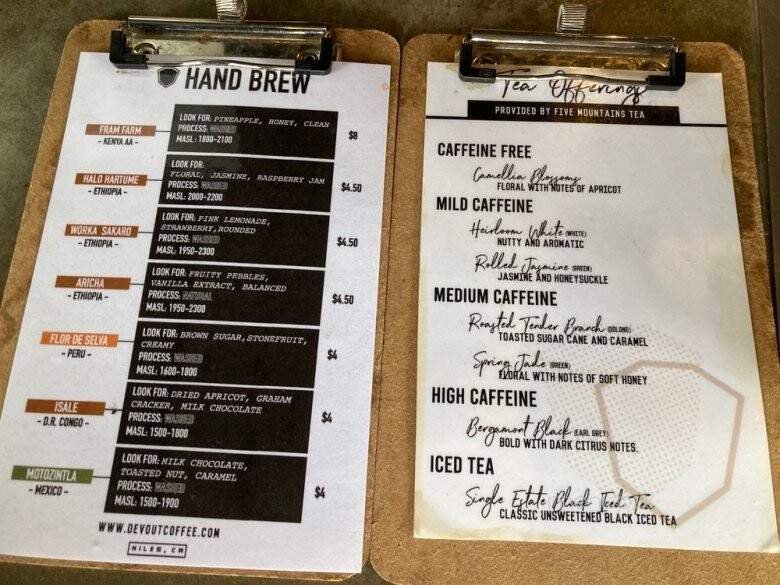 HAND BREW
FRAM FARM
- KENYA AA -
LOOK FOR: PINEAPPLE, HONEY, CLEAN
PROCESS: WASHED
MASL: 1800-2100
$8
HALO HARTUME
- ETHIOPIA -
LOOK FOR:
FLORAL, JASMINE, RASPBERRY JAM
PROCESS: WASHED
MASL: 2000-2200
$4.50
WORKA SAKARO
- ETHIOPIA -
LOOK FOR: PINK LEMONADE,
STRAWBERRY, ROUNDED
PROCESS: WASHED
MASL: 1950-2300
$4.50
ARICHA
- ETHIOPIA -
LOOK FOR: FRUITY PEBBLES,
VANILLA EXTRACT, BALANCED
PROCESS: NATURAL
MASL: 1950-2300
$4.50
FLOR DE SELVA
- PERU -
LOOK FOR: BROWN SUGAR, STONEFRUIT,
CREAMY
PROCESS: WASHED
MASL: 1600-1800
$4
ISALE
- D.R. CONGO -
LOOK FOR: DRIED APRICOT, GRAHAM
CRACKER, MILK CHOCOLATE
PROCESS: WASHED
MASL: 1500-1800
$4
MOTOZINTLA
- MEXICO -
LOOK FOR: MILK CHOCOLATE,
TOASTED NUT, CARAMEL
PROCESS: WASHED
MASL: 1500-1900
$4
WWW.DEVOUTCOFFEE.COM
NILES, CA
Tea Offerings
PROVIDED BY FIVE MOUNTAINS TEA
CAFFEINE FREE
Camellia Blossoms
FLORAL WITH NOTES OF APRICOT
MILD CAFFEINE
Heirloom White (WHITE)
NUTTY AND AROMATIC
Rolled Jasmine (GREEN)
JASMINE AND HONEYSUCKLE
MEDIUM CAFFEINE
Roasted Tender Branch (OOLONG)
TOASTED SUGAR CANE AND CARAMEL
Spring Jade (GREEN)
FLORAL WITH NOTES OF SOFT HONEY
HIGH CAFFEINE
Bergamont Black (EARL GREY)
BOLD WITH DARK CITRUS NOTES.
ICED TEA
Single Estate Black Iced Tea
CLASSIC UNSWEETENED BLACK ICED TEA